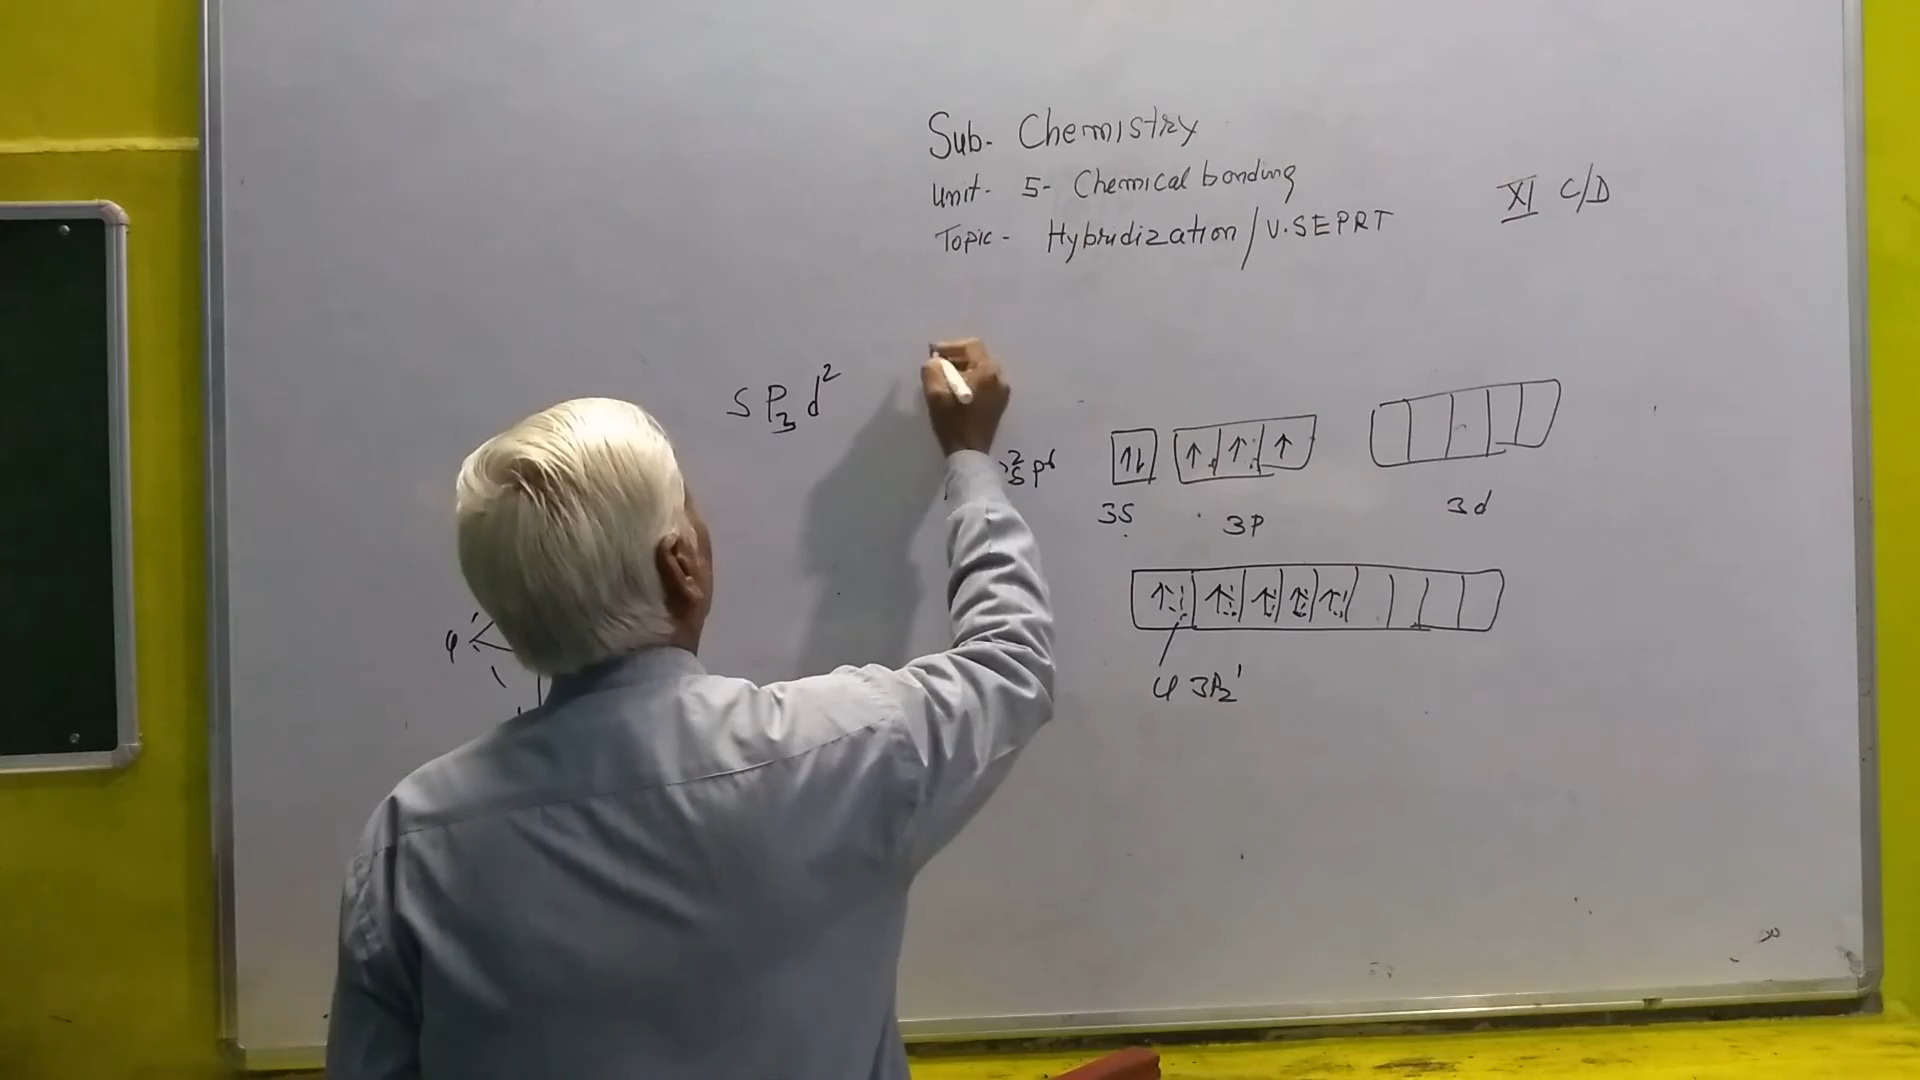 Sub- Chemistry
Unit- 5- Chemical bonding
Topic- Hybridization/V.SEPRT
XI C/D
SP3d²
3S
3P
3d